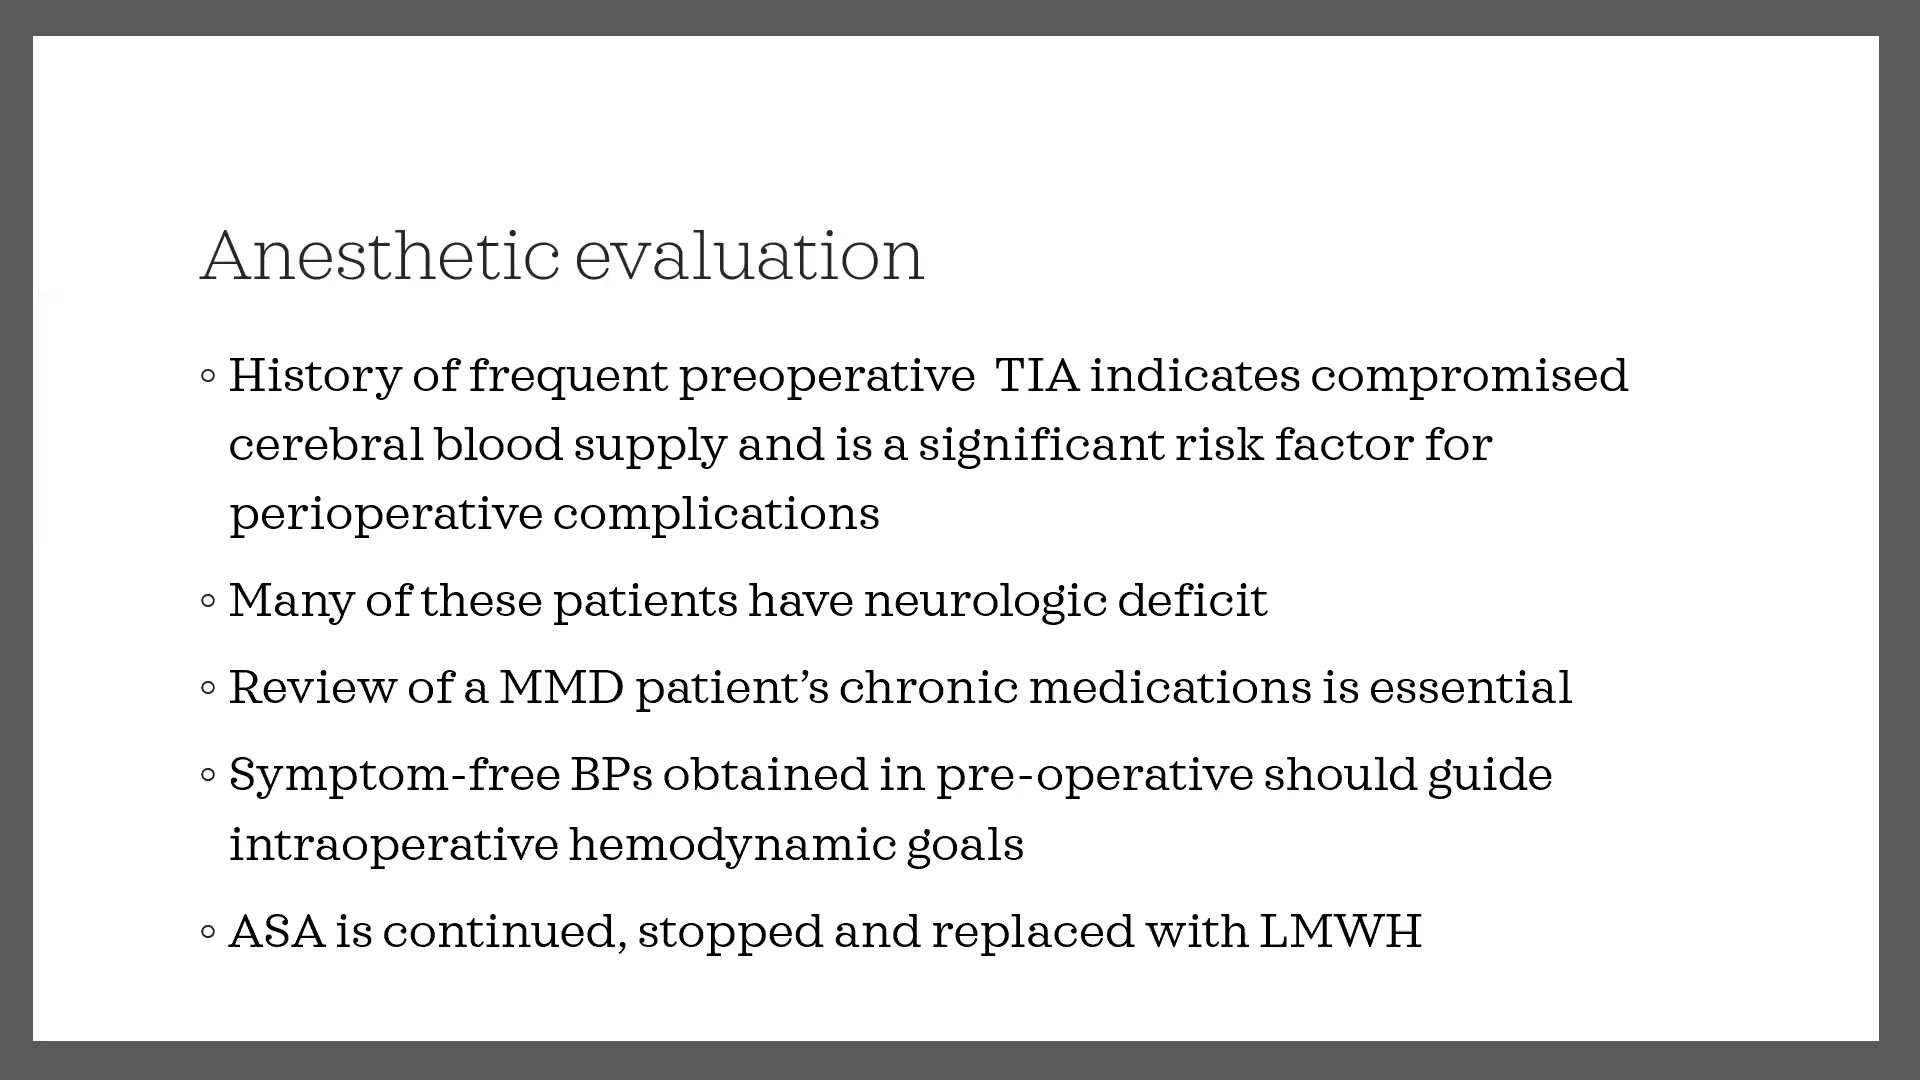 Anesthetic evaluation
◦ History of frequent preoperative  TIA indicates compromised
cerebral blood supply and is a significant risk factor for
perioperative complications
◦ Many of these patients have neurologic deficit
◦ Review of a MMD patient’s chronic medications is essential
◦ Symptom-free BPs obtained in pre-operative should guide
intraoperative hemodynamic goals
◦ ASA is continued, stopped and replaced with LMWH